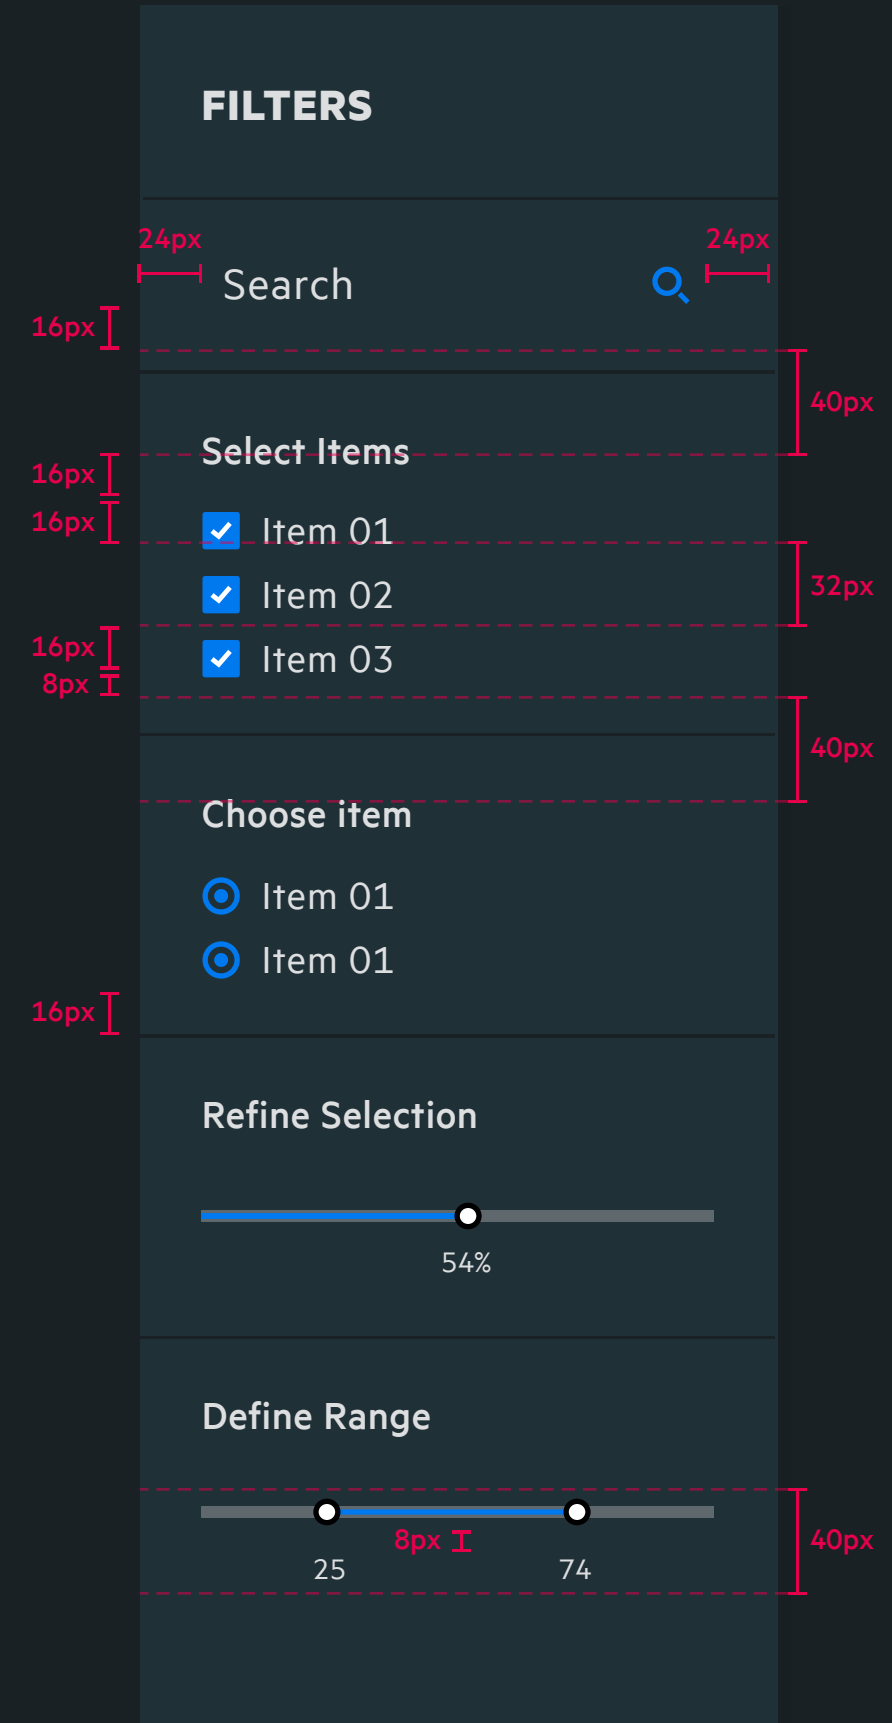 FILTERS
24px
24px
Search
16px
40px
Select Items
16px
16px
Item 01
32px
Item 02
16px
Item 03
8px
40px
Choose item
Item 01
Item 01
16px
Refine Selection
54%
Define Range
8px
40px
25
74